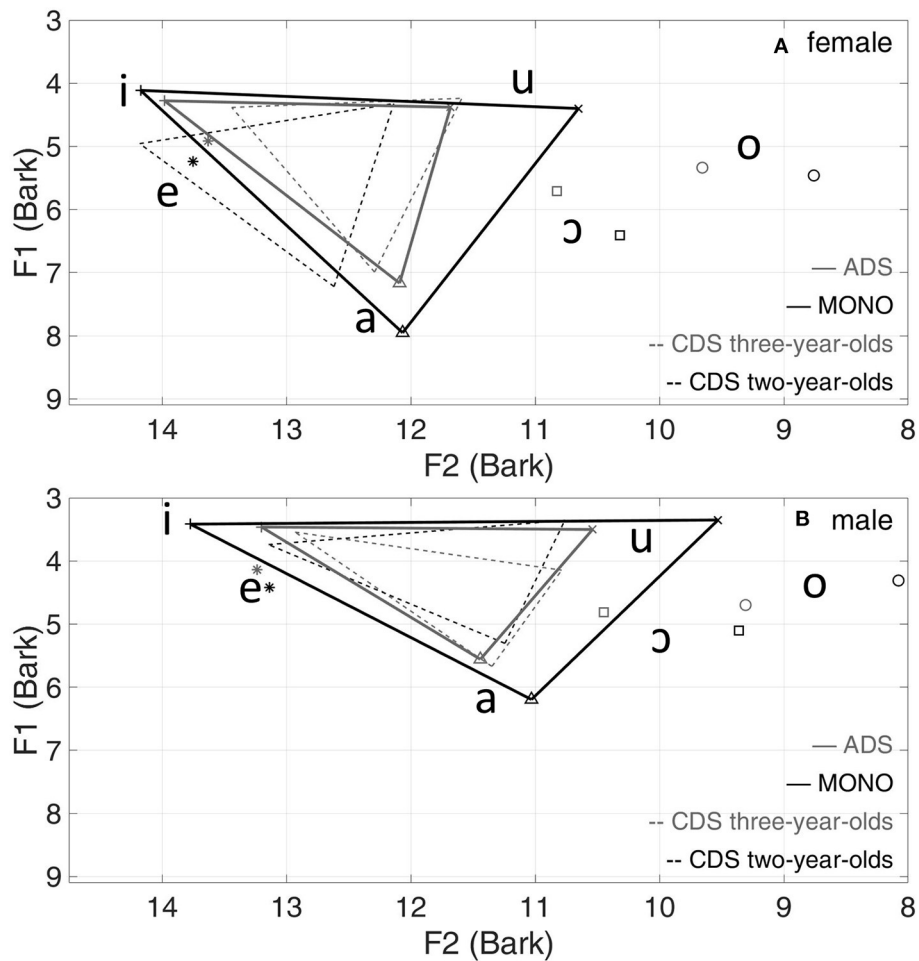 3
A female
i
u
4
o
5
e
F1 (Bark)
6
ɔ
— ADS
7
a
— MONO
8
-- CDS three-year-olds
-- CDS two-year-olds
9
14 13 12 11 10 9 8
F2 (Bark)
3
B male
i
u
4
e
o
5
F1 (Bark)
ɔ
6
a
7
— ADS
— MONO
8
-- CDS three-year-olds
-- CDS two-year-olds
9
14 13 12 11 10 9 8
F2 (Bark)